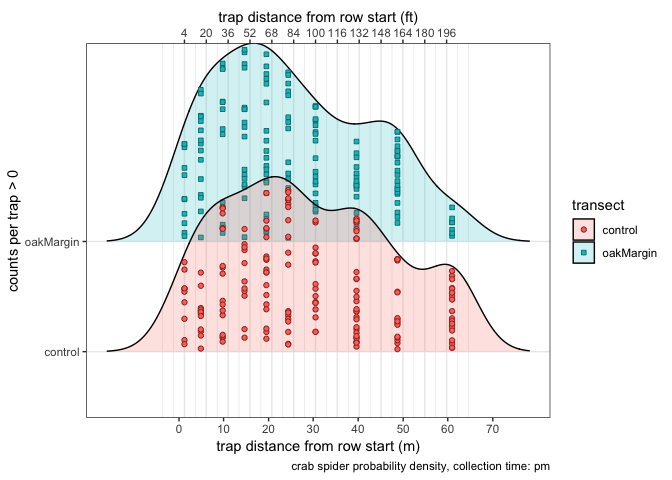 trap distance from row start (ft)
4 20 36 52 68 84 100 116 132 148 164 180 196
counts per trap > 0
oakMargin
control
transect
control
oakMargin
0 10 20 30 40 50 60 70
trap distance from row start (m)
crab spider probability density, collection time: pm